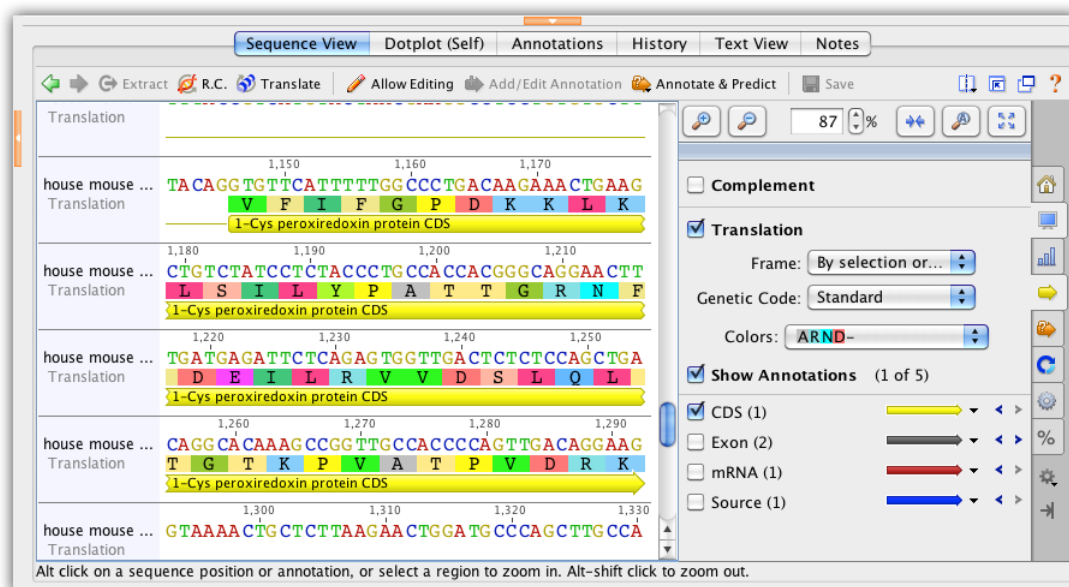 Sequence View Dotplot (Self) Annotations History Text View Notes
Extract R.C. Translate Allow Editing Add/Edit Annotation Annotate & Predict Save ?
Translation
87 %
1,150 1,160 1,170
house mouse ... TACAGGTGTTCATTTTTGGCCCTGACAAGAAACTGAAG
Translation V F I F G P D K K L K
1-Cys peroxiredoxin protein CDS
1,180 1,190 1,200 1,210
house mouse ... CTGTCTATCCTCTACCCTGCCACCACGGGCAGGAACTT
Translation L S I L Y P A T T G R N F
1-Cys peroxiredoxin protein CDS
1,220 1,230 1,240 1,250
house mouse ... TGATGAGATTCTCAGAGTGGTTGACTCTCTCCAGCTGA
Translation D E I L R V V D S L Q L
1-Cys peroxiredoxin protein CDS
1,260 1,270 1,280 1,290
house mouse ... CAGGCACAAAGCCGGTTGCCACCCCAGTTGACAGGAAG
Translation T G T K P V A T P V D R K
1-Cys peroxiredoxin protein CDS
1,300 1,310 1,320 1,330
house mouse ... GTAAAACTGCTCTTAAGAACTGGATGCCCAGCTTGCCA
Translation
Complement
Translation
Frame: By selection or...
Genetic Code: Standard
Colors: ARND-
Show Annotations (1 of 5)
CDS (1)
Exon (2)
mRNA (1)
Source (1)
%
Alt click on a sequence position or annotation, or select a region to zoom in. Alt-shift click to zoom out.